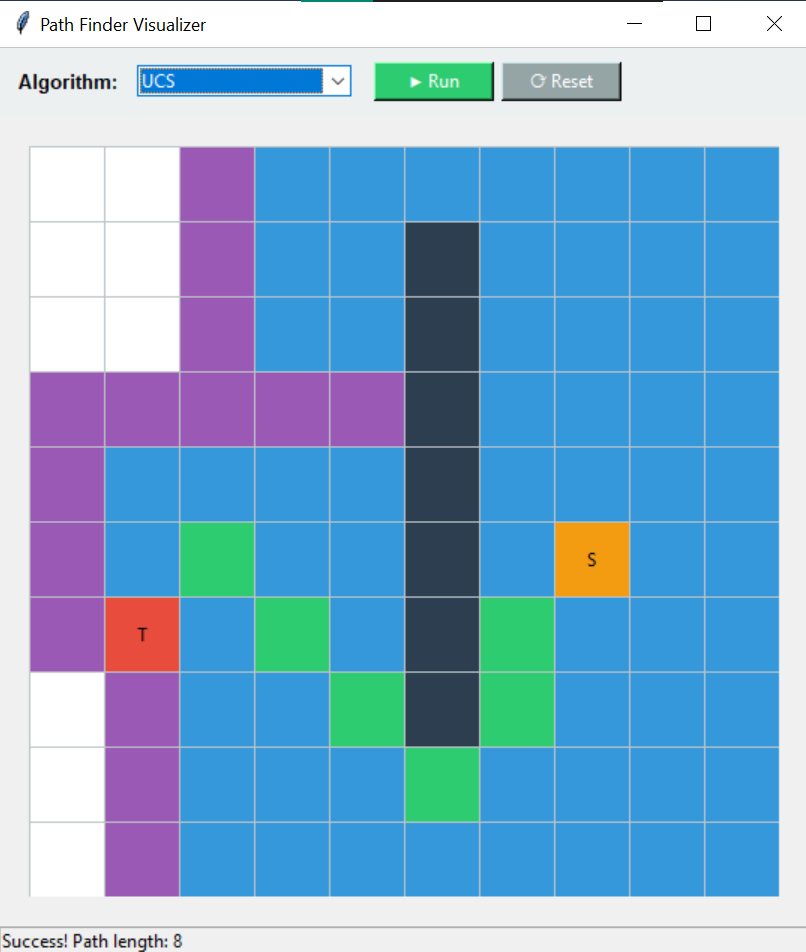 Path Finder Visualizer
Algorithm: UCS ► Run ⟳ Reset
S
T
Success! Path length: 8